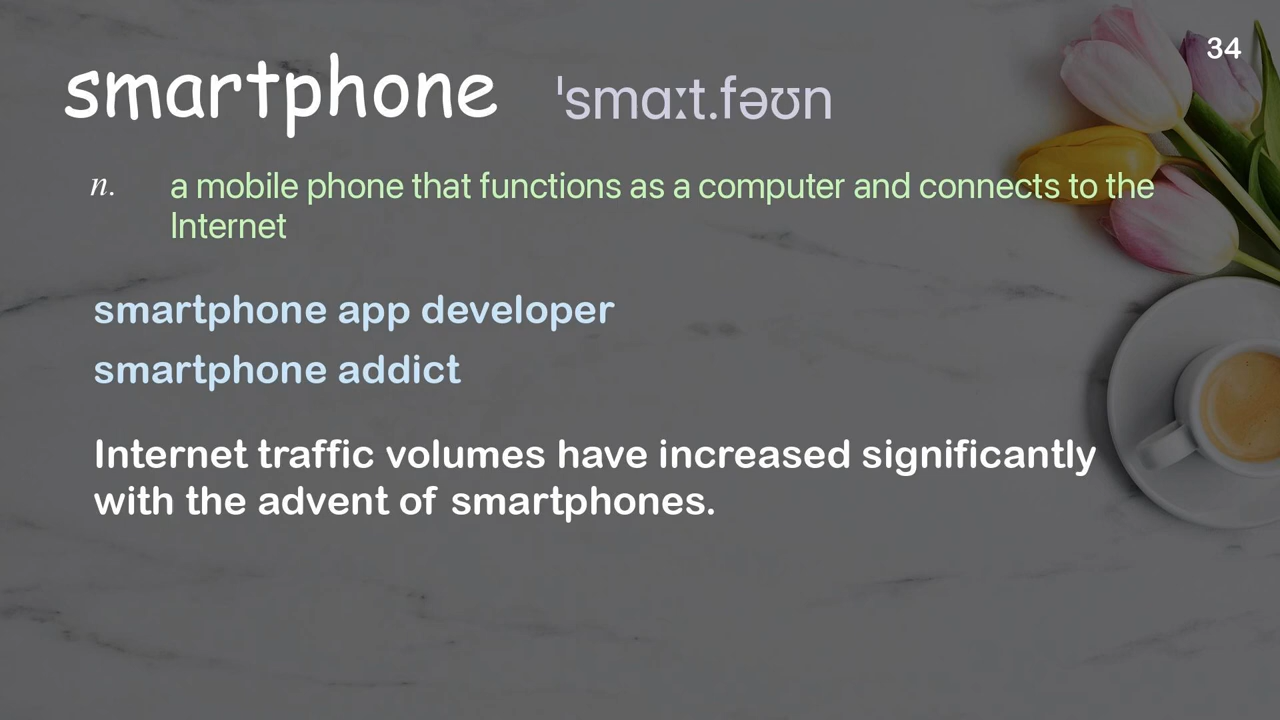 34
smartphone ˈsmɑːt.fəʊn
n. a mobile phone that functions as a computer and connects to the
Internet
smartphone app developer
smartphone addict
Internet traffic volumes have increased significantly
with the advent of smartphones.